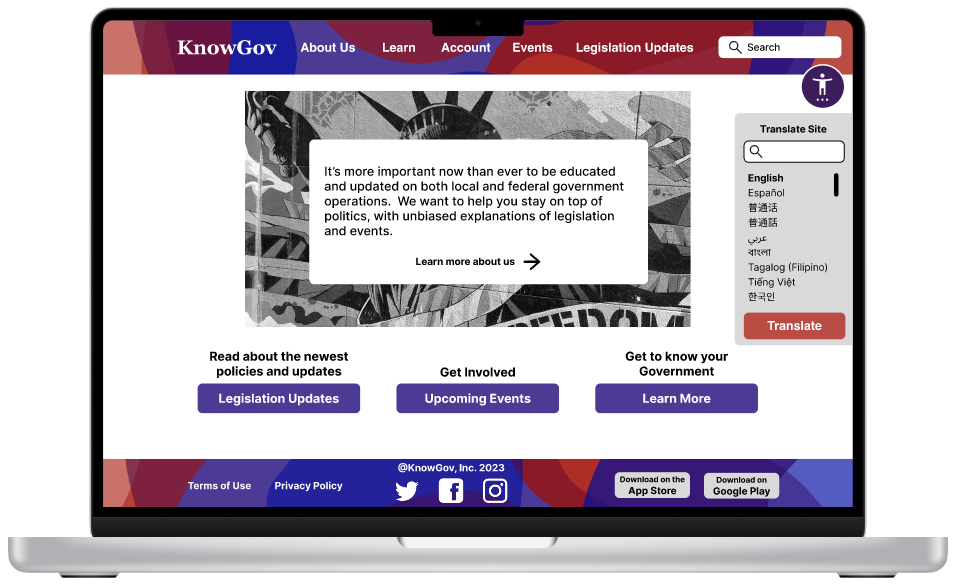 KnowGov
About Us
Learn
Account
Events
Legislation Updates
Search
Translate Site
English
Español
普通话
普通話
عربي
বাংলা
Tagalog (Filipino)
Tiếng Việt
한국인
Translate
It’s more important now than ever to be educated
and updated on both local and federal government
operations.  We want to help you stay on top of
politics, with unbiased explanations of legislation
and events.
Learn more about us
FREEDOM
Read about the newest
policies and updates
Legislation Updates
Get Involved
Upcoming Events
Get to know your
Government
Learn More
@KnowGov, Inc. 2023
Terms of Use
Privacy Policy
Download on the
App Store
Download on
Google Play